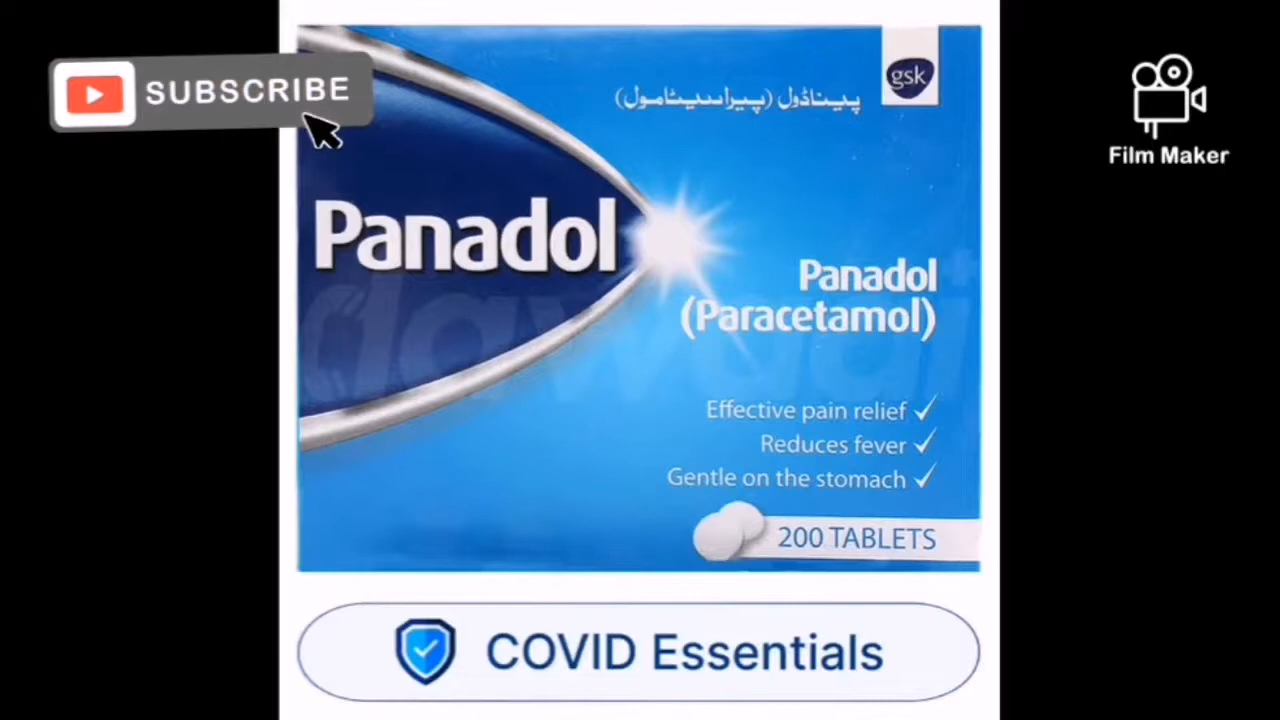 SUBSCRIBE
gsk
پیناڈول (پیراسیٹامول)
Film Maker
Panadol
Panadol
(Paracetamol)
dawaai
Effective pain relief
Reduces fever
Gentle on the stomach
200 TABLETS
COVID Essentials